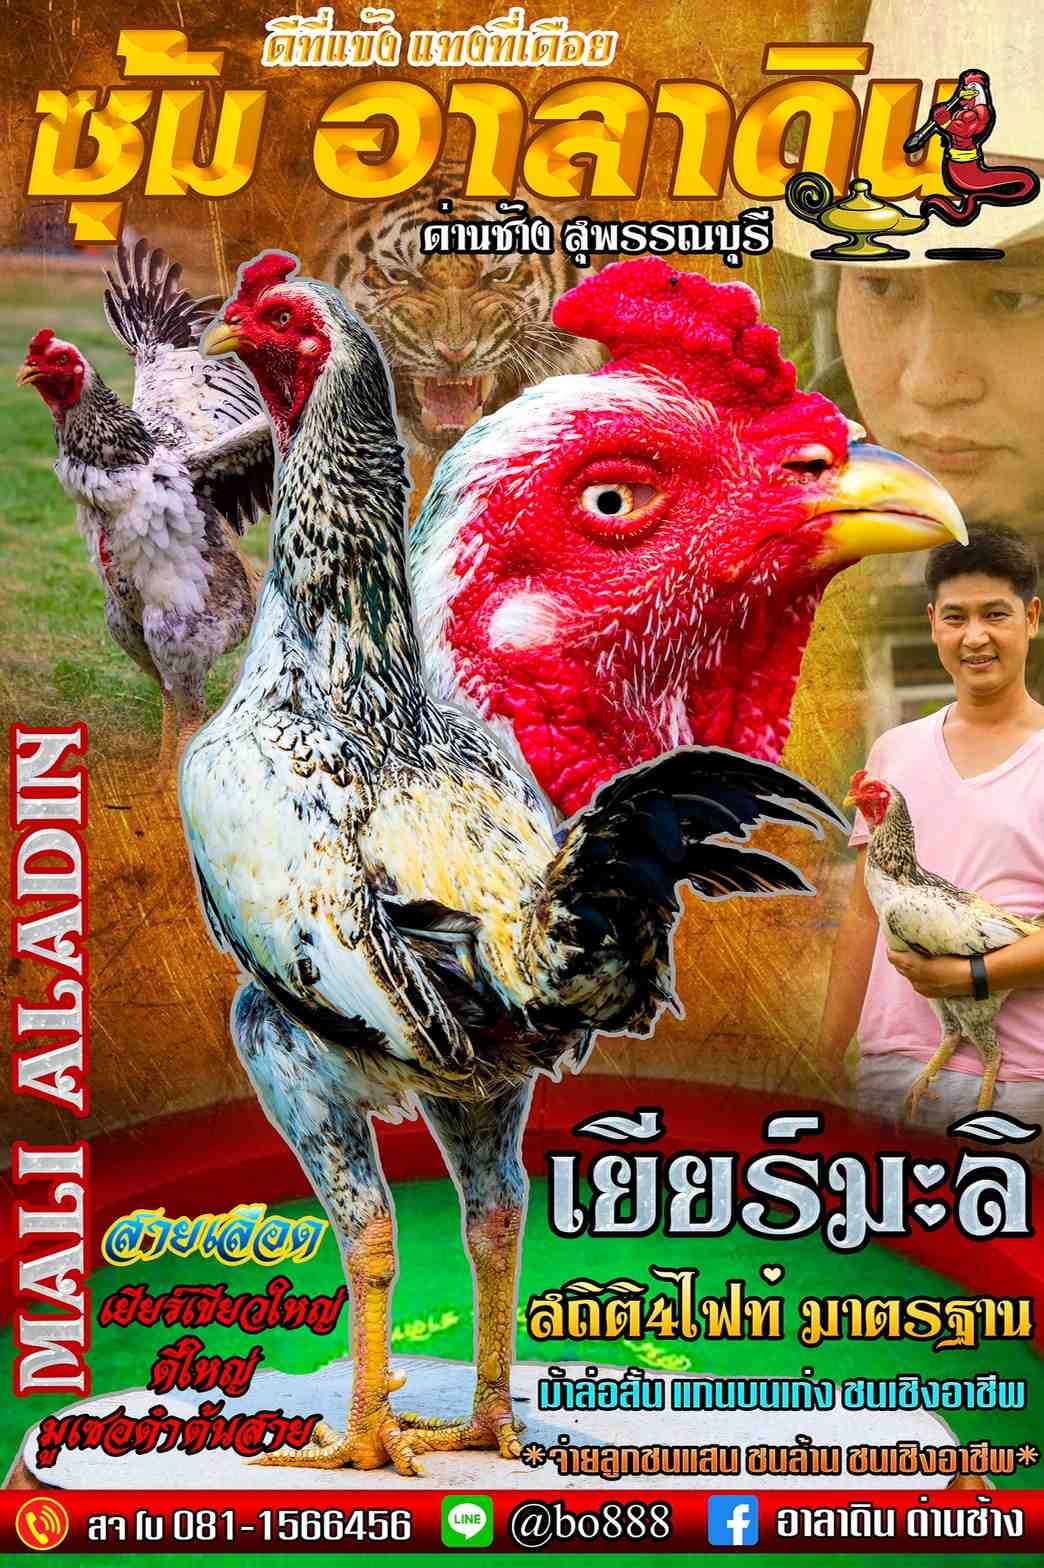 ดีที่แข้ง แทงที่เดือย
ซุ้ม อาลาดิน
ด่านช้าง สุพรรณบุรี
MALI ALADIN
เยียร์มะลิ
สายเลือด
เยียร์เขียวใหญ่
ตี๋ใหญ่
มูเซอดำต้นสาย
สถิติ4ไฟท์ มาตรฐาน
ม้าล่อสั้น แทนบนเก่ง ชนเชิงอาชีพ
*จ่ายลูกชนแสน ชนล้าน ชนเชิงอาชีพ*
สจ โบ 081-1566456
LINE @bo888
อาลาดิน ด่านช้าง